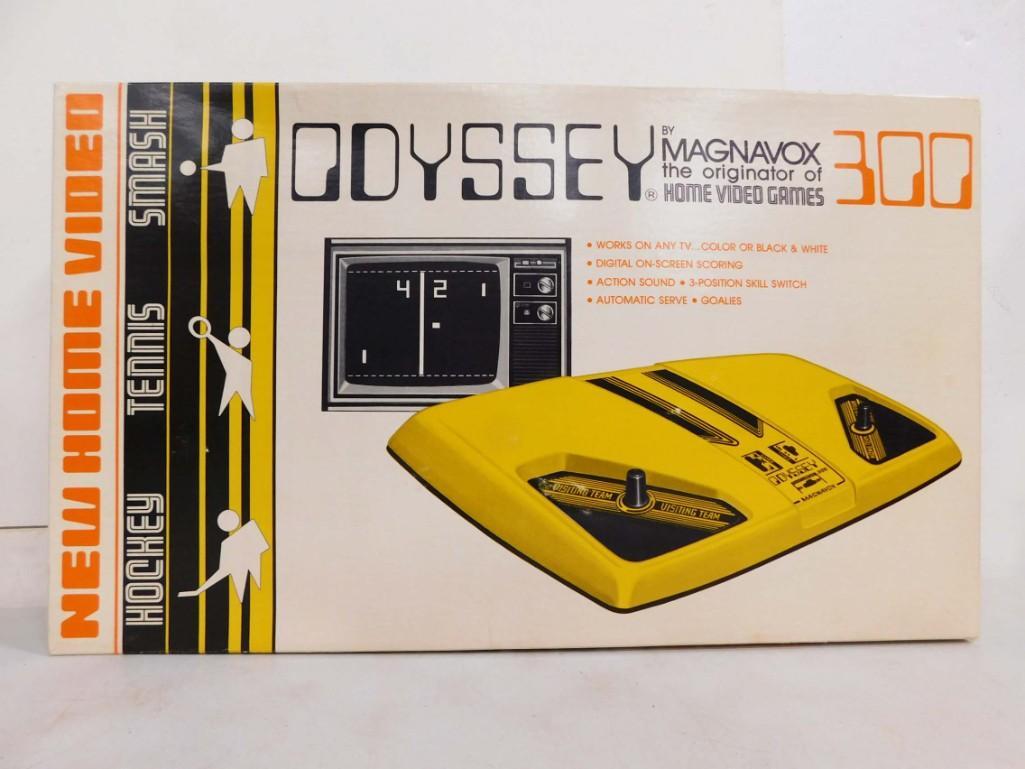 NEW HOME VIDEO
HOCKEY TENNIS SMASH
ODYSSEY®
BY
MAGNAVOX
the originator of
HOME VIDEO GAMES
300
• WORKS ON ANY TV...COLOR OR BLACK & WHITE
• DIGITAL ON-SCREEN SCORING
• ACTION SOUND • 3-POSITION SKILL SWITCH
• AUTOMATIC SERVE • GOALIES
4 2
VISITING TEAM VISITING TEAM
ODYSSEY
300
MAGNAVOX